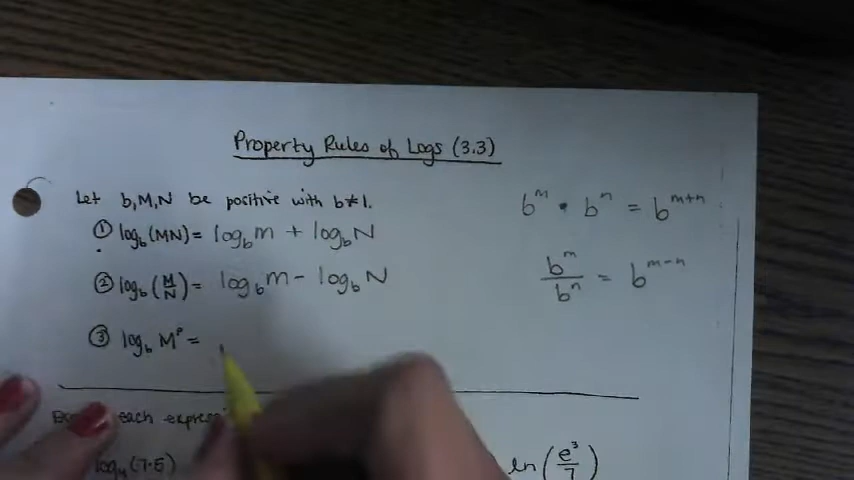 Property Rules of Logs (3.3)
Let b,M,N be positive with b≠1.
① log_b(MN) = log_b m + log_b N
② log_b(M/N) = log_b m - log_b N
③ log_b M^P =
b^m • b^n = b^(m+n)
b^m/b^n = b^(m-n)
each
log_4(7·5)
ln(e^3/7)